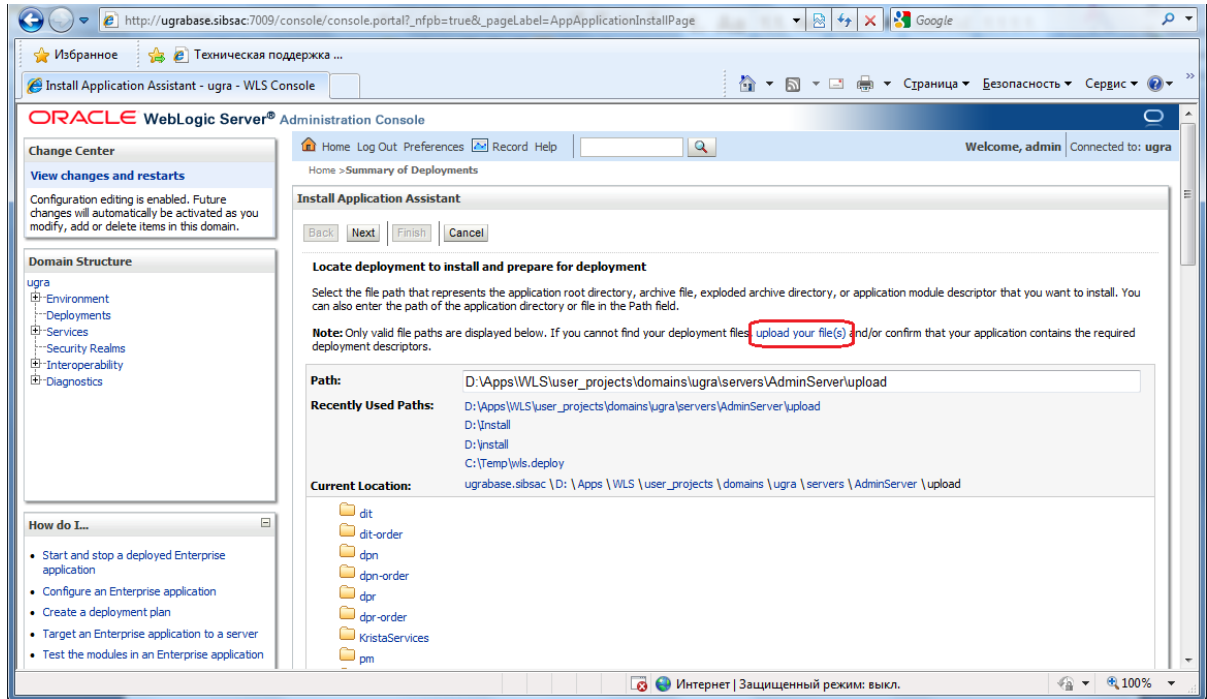 http://ugrabase.sibsac:7009/console/console.portal?_nfpb=true&_pageLabel=AppApplicationInstallPage
Google
Избранное
Техническая поддержка ...
Install Application Assistant - ugra - WLS Console
Страница
Безопасность
Сервис
ORACLE WebLogic Server® Administration Console
Change Center
View changes and restarts
Configuration editing is enabled. Future
changes will automatically be activated as you
modify, add or delete items in this domain.
Domain Structure
ugra
Environment
Deployments
Services
Security Realms
Interoperability
Diagnostics
How do I...
Start and stop a deployed Enterprise
application
Configure an Enterprise application
Create a deployment plan
Target an Enterprise application to a server
Test the modules in an Enterprise application
Home Log Out Preferences Record Help
Welcome, admin Connected to: ugra
Home >Summary of Deployments
Install Application Assistant
Back Next Finish Cancel
Locate deployment to install and prepare for deployment
Select the file path that represents the application root directory, archive file, exploded archive directory, or application module descriptor that you want to install. You
can also enter the path of the application directory or file in the Path field.
Note: Only valid file paths are displayed below. If you cannot find your deployment files, upload your file(s) and/or confirm that your application contains the required
deployment descriptors.
Path: D:\Apps\WLS\user_projects\domains\ugra\servers\AdminServer\upload
Recently Used Paths: D:\Apps\WLS\user_projects\domains\ugra\servers\AdminServer\upload
D:\Install
D:\install
C:\Temp\wls.deploy
Current Location: ugrabase.sibsac \D: \Apps \WLS \user_projects \domains \ugra \servers \AdminServer \upload
dit
dit-order
dpn
dpn-order
dpr
dpr-order
KristaServices
pm
Интернет | Защищенный режим: выкл.
100%